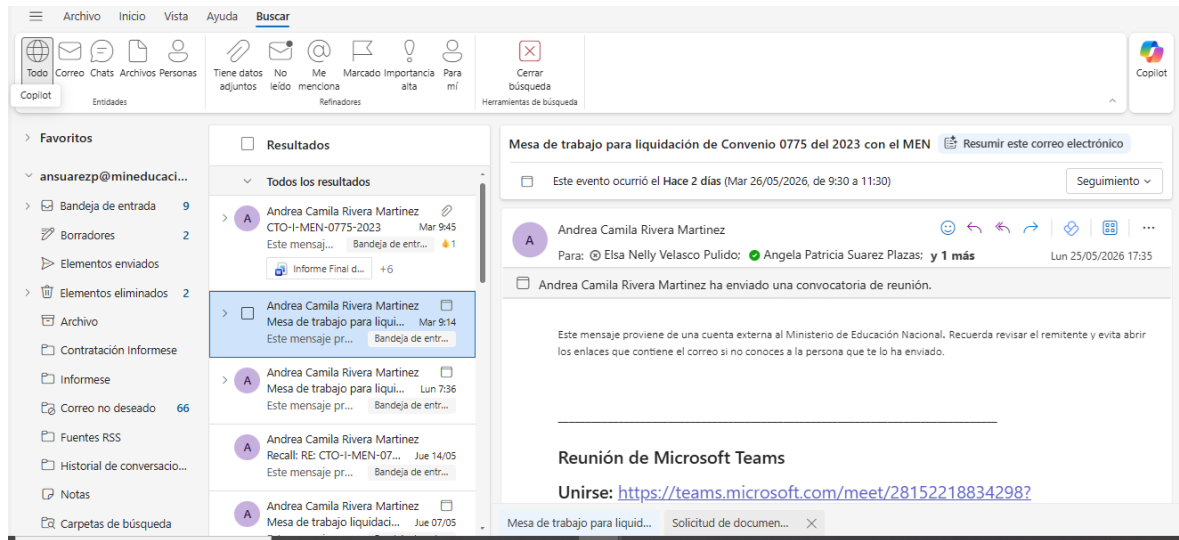 Archivo Inicio Vista Ayuda Buscar
Todo Correo Chats Archivos Personas
Entidades
Copilot
Tiene datos adjuntos
No leído
Me menciona
Marcado
Importancia alta
Para mí
Refinadores
Cerrar búsqueda
Herramientas de búsqueda
Copilot
Favoritos
ansuarezp@mineducaci...
Bandeja de entrada 9
Borradores 2
Elementos enviados
Elementos eliminados 2
Archivo
Contratación Informese
Informese
Correo no deseado 66
Fuentes RSS
Historial de conversacio...
Notas
Carpetas de búsqueda
Resultados
Todos los resultados
A
Andrea Camila Rivera Martinez
CTO-I-MEN-0775-2023 Mar 9:45
Este mensaj... Bandeja de entr... 1
Informe Final d... +6
Andrea Camila Rivera Martinez
Mesa de trabajo para liqui... Mar 9:14
Este mensaje pr... Bandeja de entr...
A
Andrea Camila Rivera Martinez
Mesa de trabajo para liqui... Lun 7:36
Este mensaje pr... Bandeja de entr...
A
Andrea Camila Rivera Martinez
Recall: RE: CTO-I-MEN-07... Jue 14/05
Este mensaje pr... Bandeja de entr...
A
Andrea Camila Rivera Martinez
Mesa de trabajo liquidaci... Jue 07/05
Mesa de trabajo para liquidación de Convenio 0775 del 2023 con el MEN Resumir este correo electrónico
Este evento ocurrió el Hace 2 días (Mar 26/05/2026, de 9:30 a 11:30) Seguimiento
A
Andrea Camila Rivera Martinez
Para: Elsa Nelly Velasco Pulido; Angela Patricia Suarez Plazas; y 1 más Lun 25/05/2026 17:35
Andrea Camila Rivera Martinez ha enviado una convocatoria de reunión.
Este mensaje proviene de una cuenta externa al Ministerio de Educación Nacional. Recuerda revisar el remitente y evita abrir
los enlaces que contiene el correo si no conoces a la persona que te lo ha enviado.
Reunión de Microsoft Teams
Unirse: https://teams.microsoft.com/meet/281522218834298?
Mesa de trabajo para liquid... Solicitud de documen...